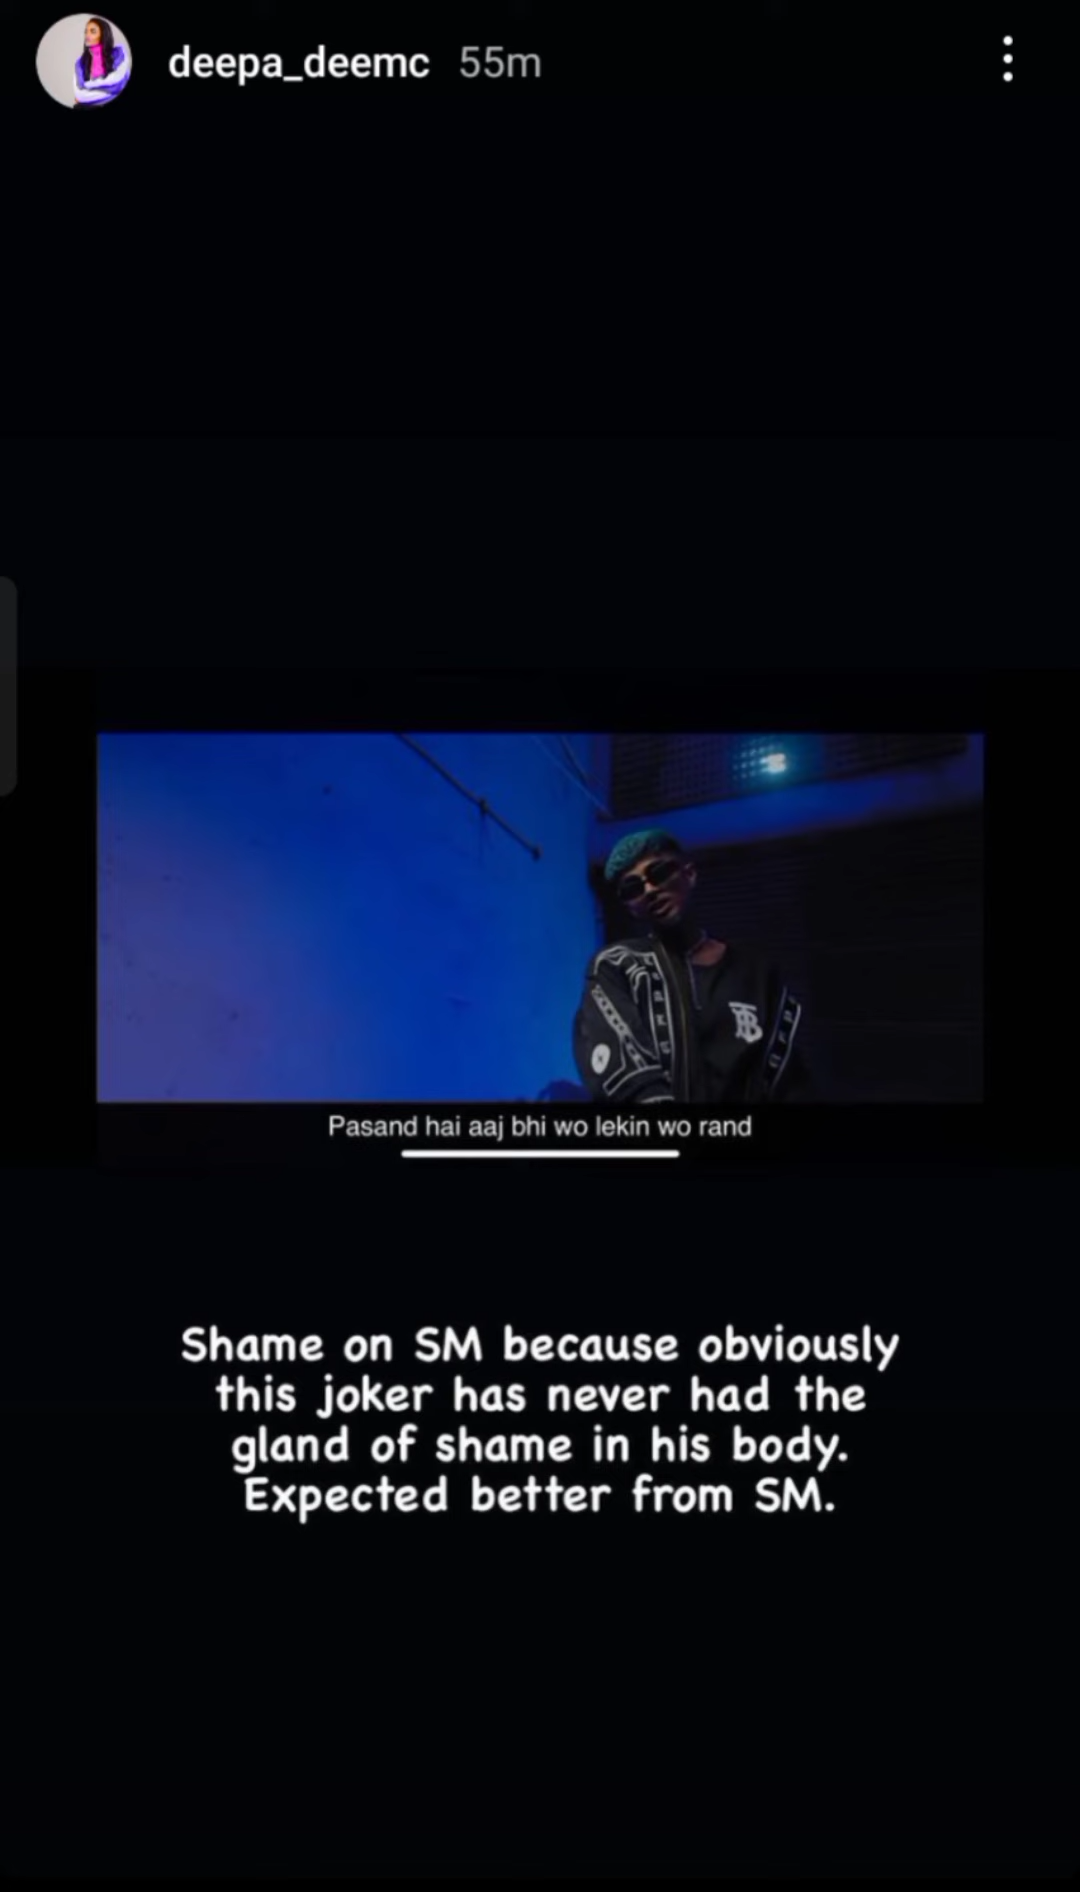 deepa_deemc 55m
Pasand hai aaj bhi wo lekin wo rand
Shame on SM because obviously
this joker has never had the
gland of shame in his body.
Expected better from SM.